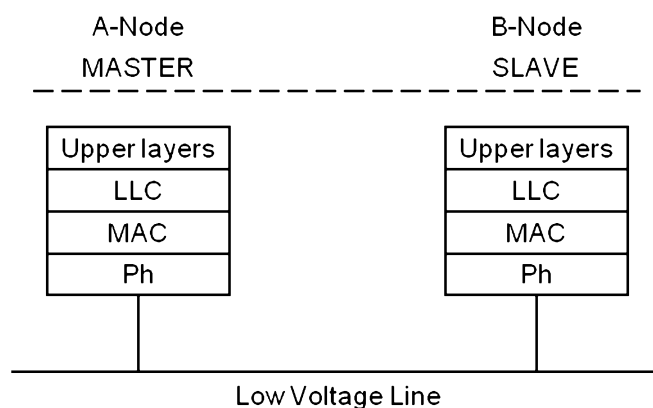 A-Node
MASTER
B-Node
SLAVE
Upper layers
LLC
MAC
Ph
Upper layers
LLC
MAC
Ph
Low Voltage Line